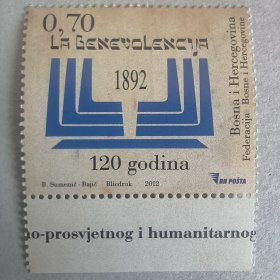 0,70
LA BENEVOLENCIJA
1892
120 godina
B. Sumenić - Bajić Blicdruk 2012
BH POŠTA
Bosna i Hercegovina
Federacija Bosne i Hercegovine
no-prosvjetnog i humanitarnog